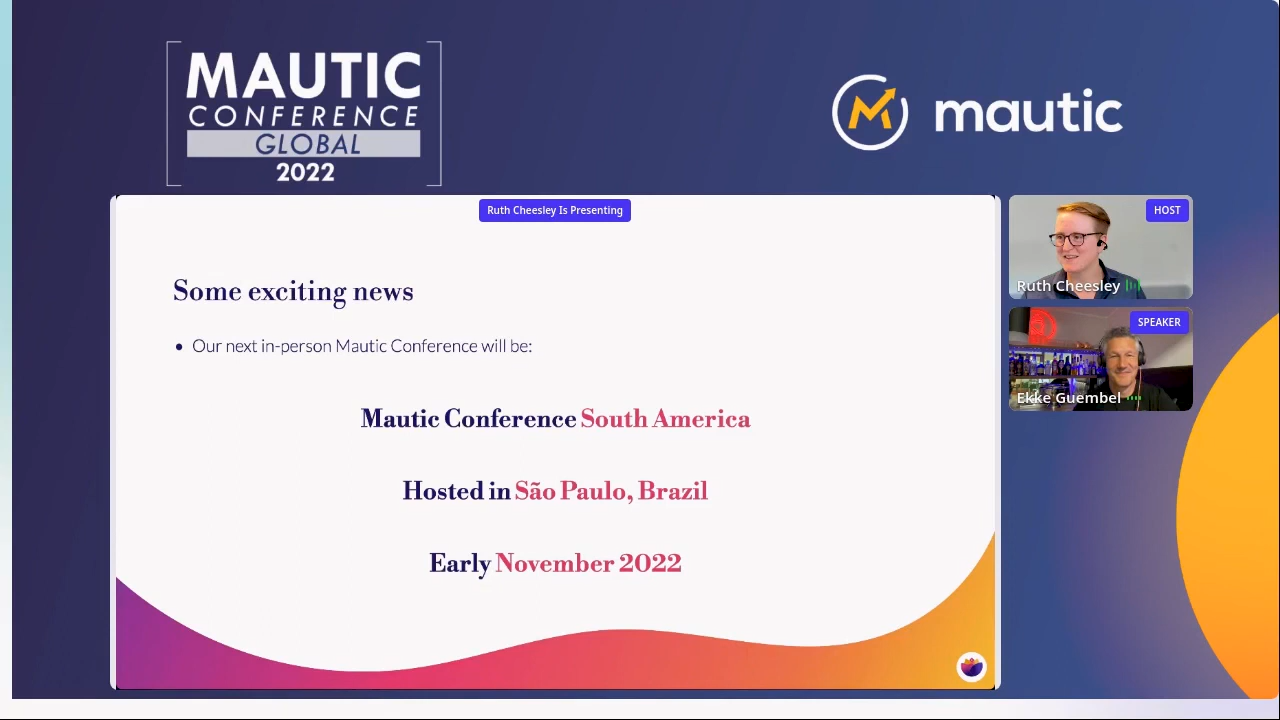 MAUTIC
CONFERENCE
GLOBAL
2022
mautic
Ruth Cheesley Is Presenting
Some exciting news
• Our next in-person Mautic Conference will be:
Mautic Conference South America
Hosted in São Paulo, Brazil
Early November 2022
HOST
Ruth Cheesley
SPEAKER
Ekke Guembel